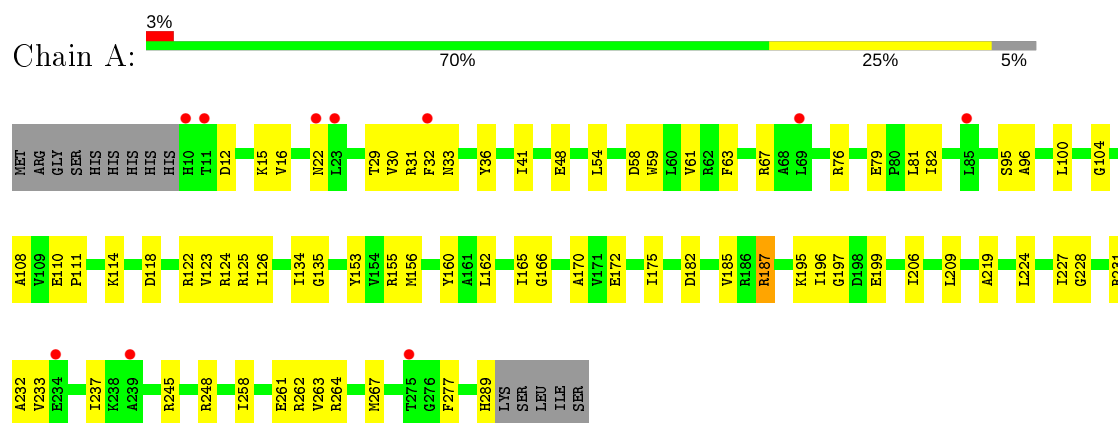 3%
Chain A:
70% 25% 5%
MET ARG GLY SER HIS HIS HIS HIS HIS H10 T11 D12 K15 V16 N22 L23 T29 V30 R31 F32 N33 Y36 I41 E48 L54 D58 W59 L60 V61 R62 F63 R67 A68 L69 R76 E79 P80 L81 I82 L85 S95 A96 L100 G104
A108 V109 E110 P111 K114 D118 R122 V123 R124 R125 I126 I134 G135 Y153 V154 R155 M156 Y160 A161 L162 I165 G166 A170 V171 E172 I175 D182 V185 R186 R187 K195 I196 G197 D198 E199 I206 L209 A219 L224 I227 G228 R231
A232 V233 E234 I237 K238 A239 R245 R248 I258 E261 R262 V263 R264 M267 T275 G276 F277 H289 LYS SER LEU ILE SER